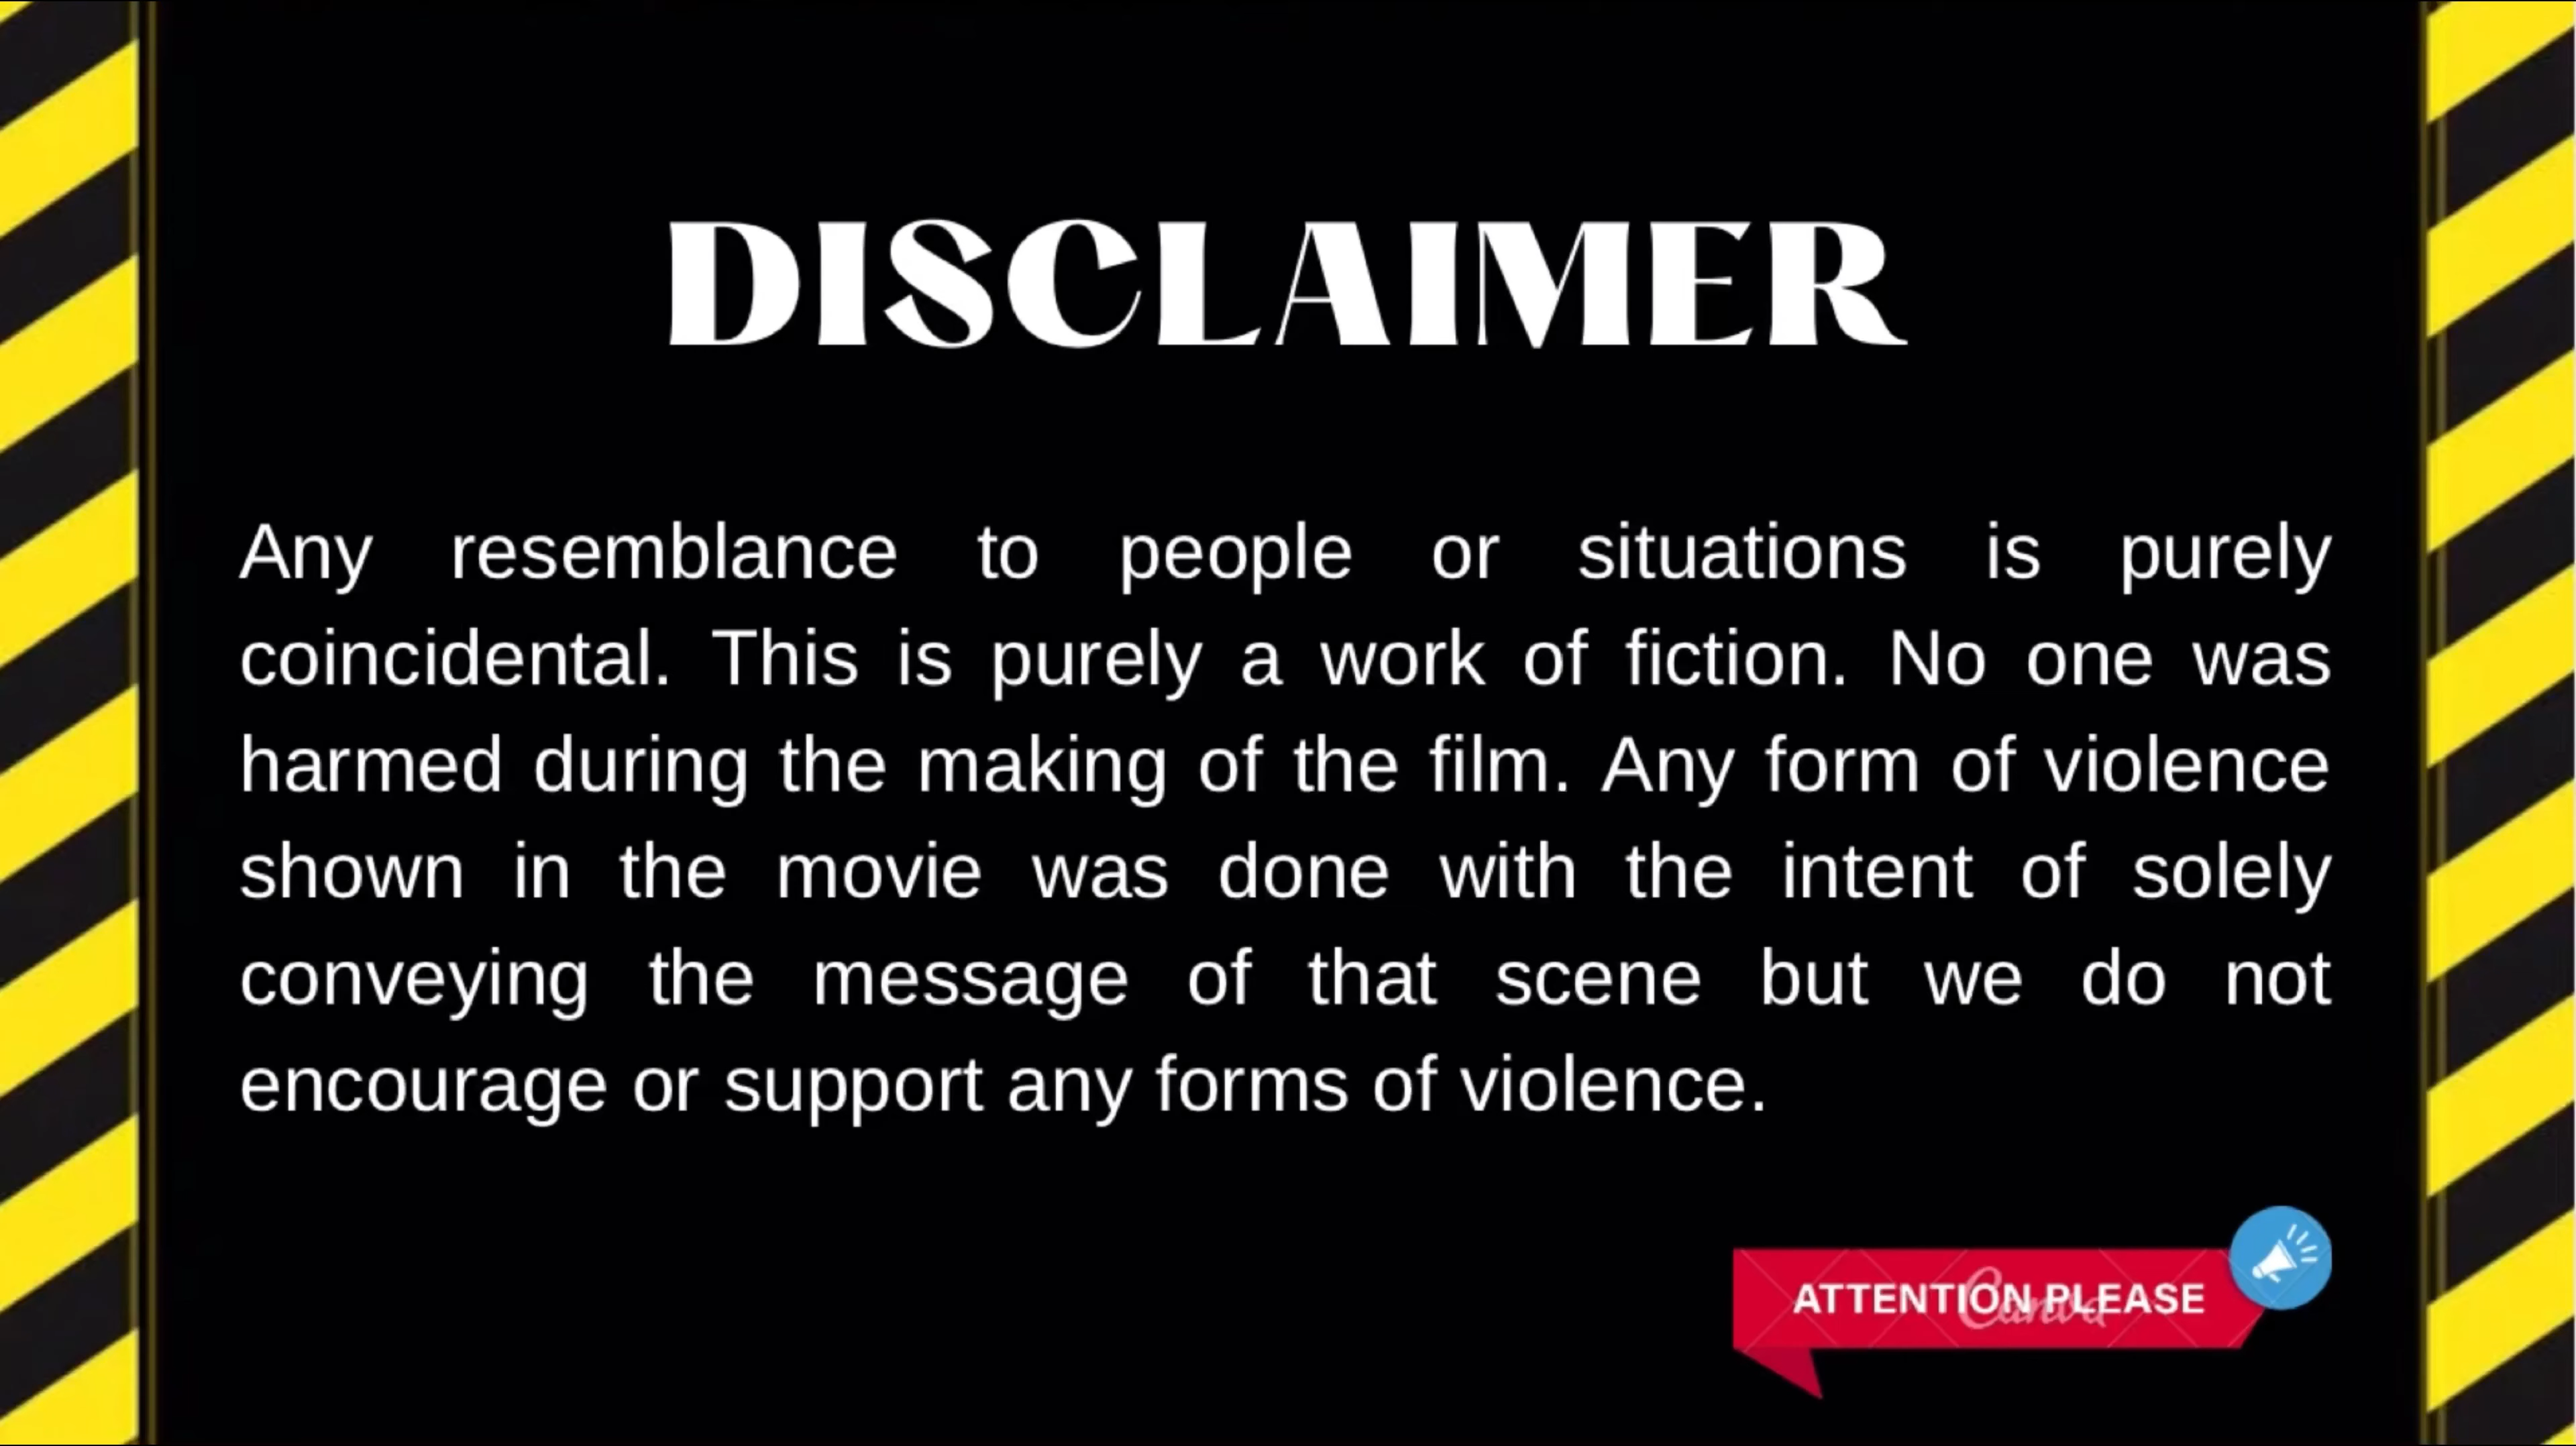 DISCLAIMER
Any resemblance to people or situations is purely
coincidental. This is purely a work of fiction. No one was
harmed during the making of the film. Any form of violence
shown in the movie was done with the intent of solely
conveying the message of that scene but we do not
encourage or support any forms of violence.
ATTENTION PLEASE
Canva